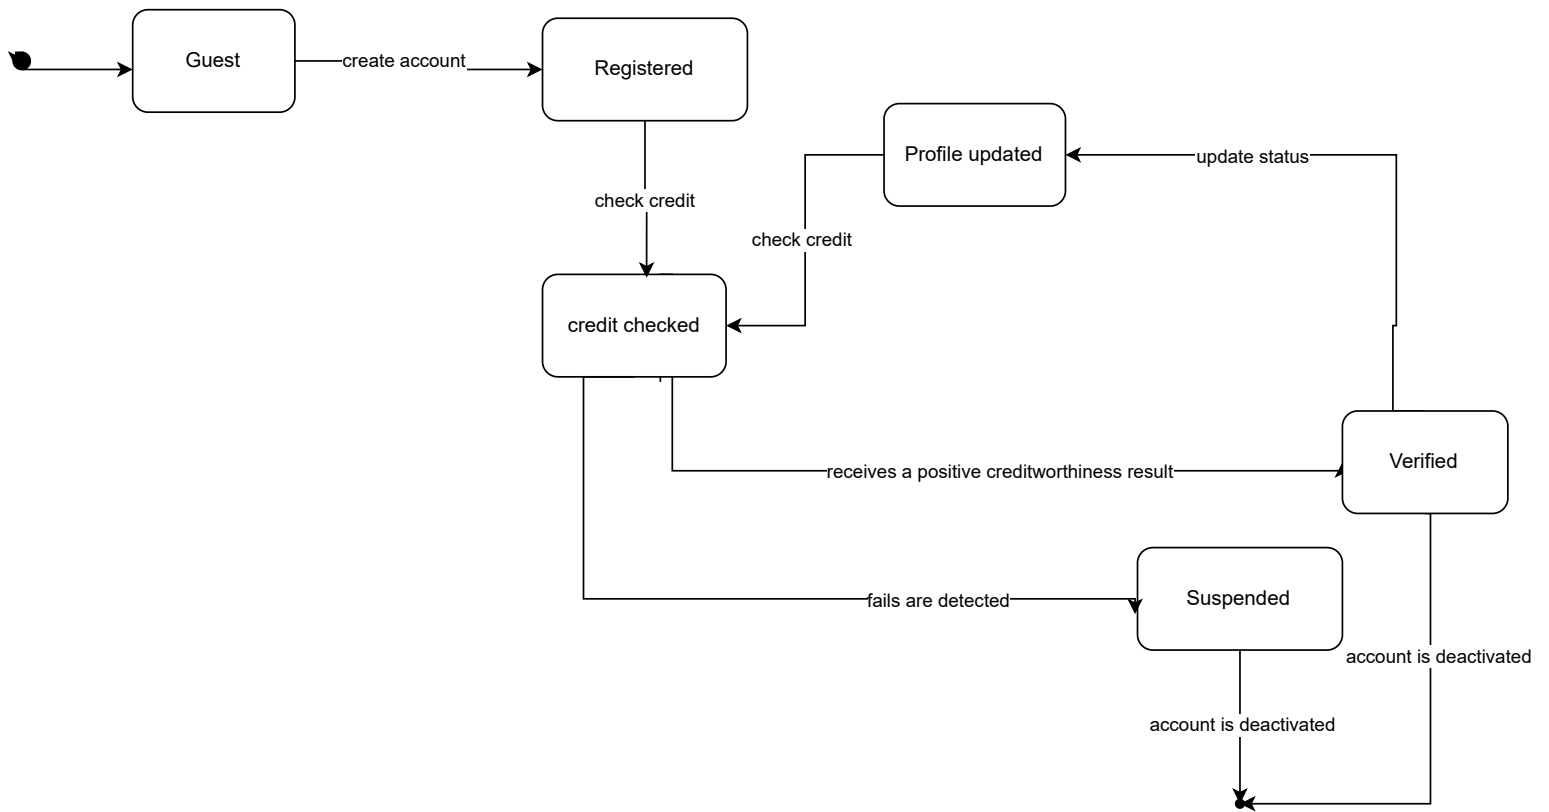 Guest
create account
Registered
Profile updated
update status
check credit
check credit
credit checked
Verified
receives a positive creditworthiness result
Suspended
fails are detected
account is deactivated
account is deactivated